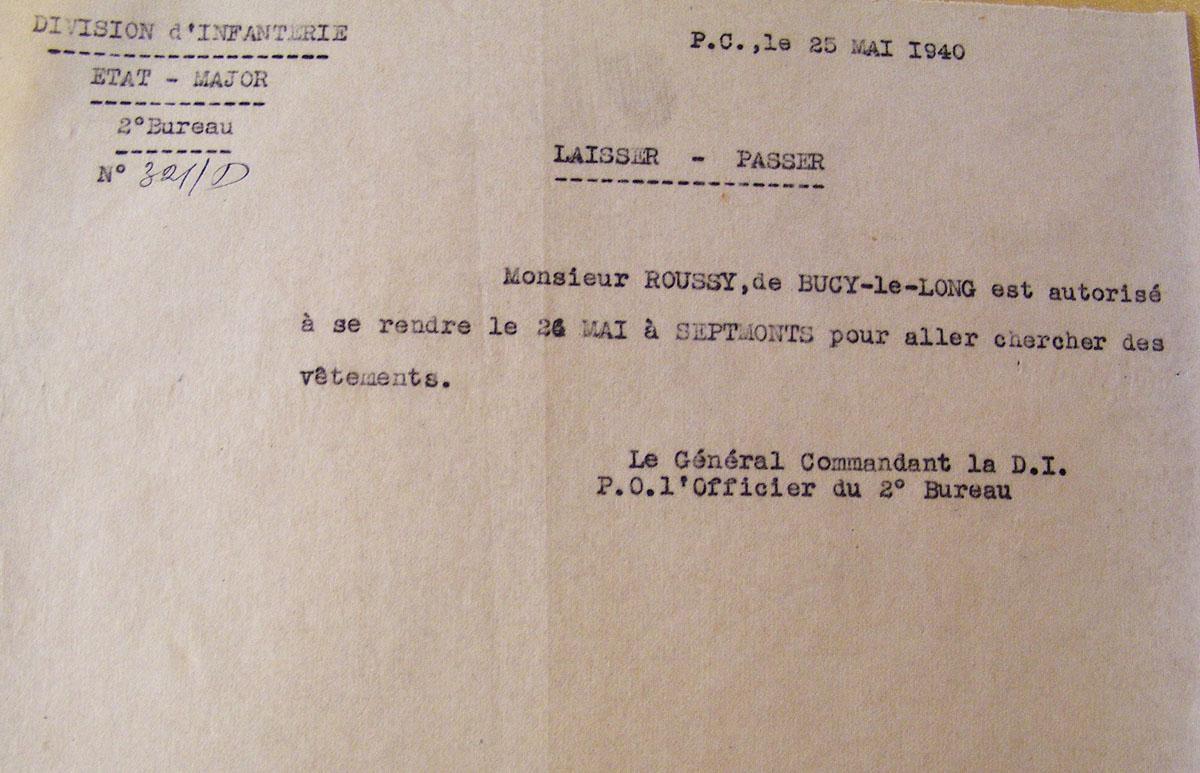 DIVISION d'INFANTERIE
P.C.,le 25 MAI 1940
ETAT - MAJOR
2°Bureau
N° 321/D
LAISSER - PASSER
Monsieur ROUSSY,de BUCY-le-LONG est autorisé
à se rendre le 26 MAI à SEPTMONTS pour aller chercher des
vêtements.
Le Général Commandant la D.I.
P.O.l'Officier du 2° Bureau